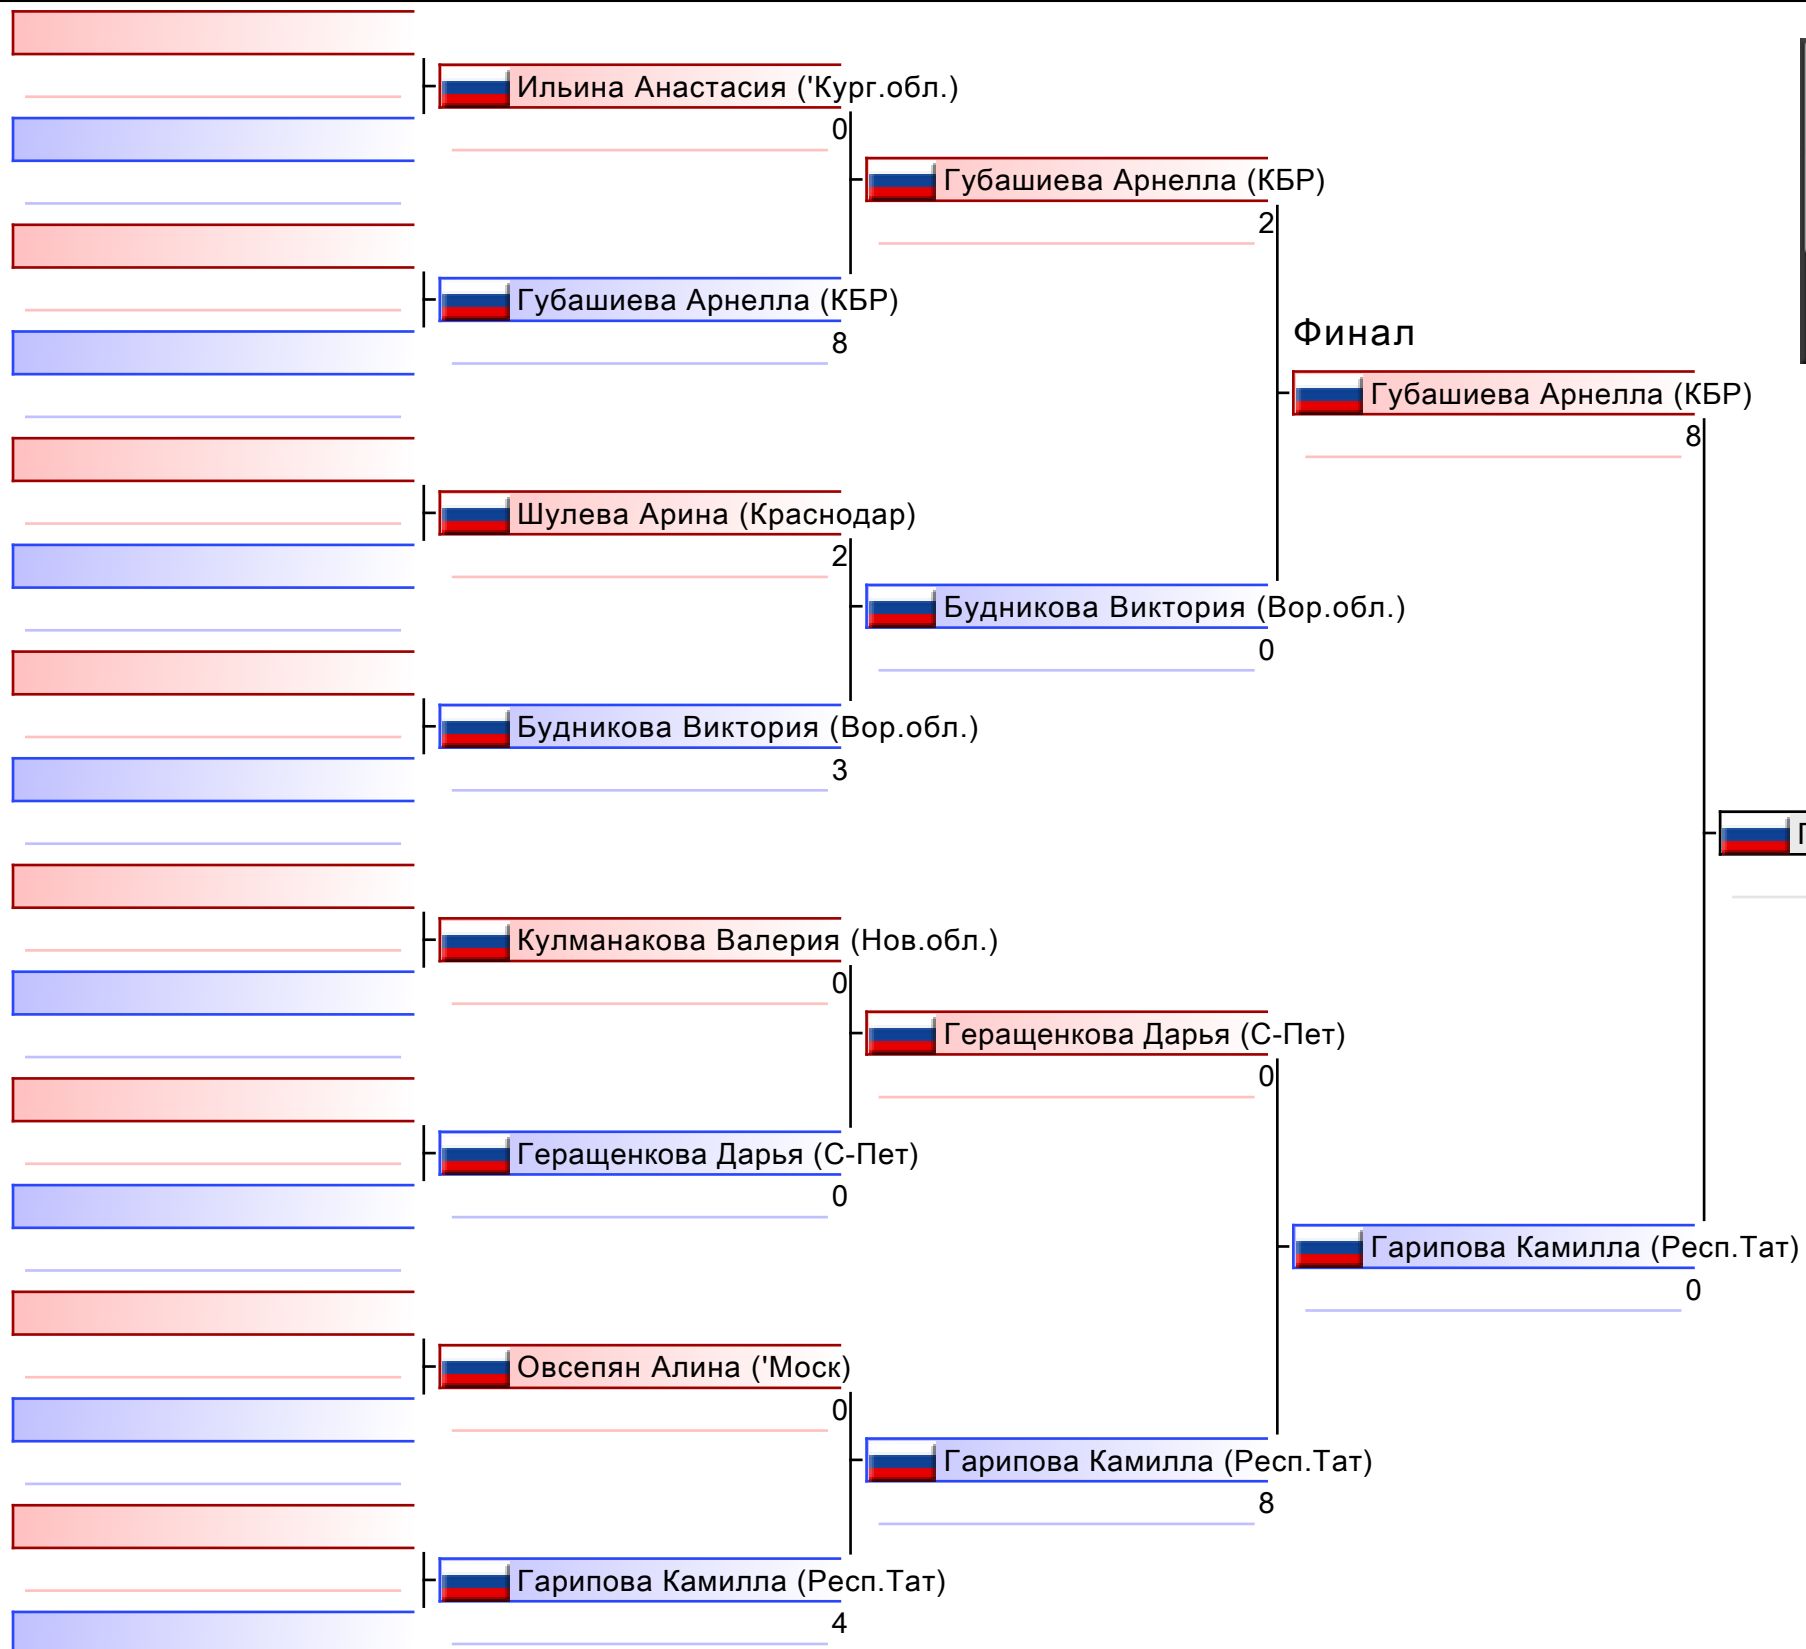 Ильина Анастасия ('Кург.обл.)
0
Губашиева Арнелла (КБР)
2
Губашиева Арнелла (КБР)
8
Финал
Губашиева Арнелла (КБР)
8
Шулева Арина (Краснодар)
2
Будникова Виктория (Вор.обл.)
0
Будникова Виктория (Вор.обл.)
3
Кулманакова Валерия (Нов.обл.)
0
Геращенкова Дарья (С-Пет)
0
Геращенкова Дарья (С-Пет)
0
Гарипова Камилла (Респ.Тат)
0
Овсепян Алина ('Моск)
0
Гарипова Камилла (Респ.Тат)
8
Гарипова Камилла (Респ.Тат)
4